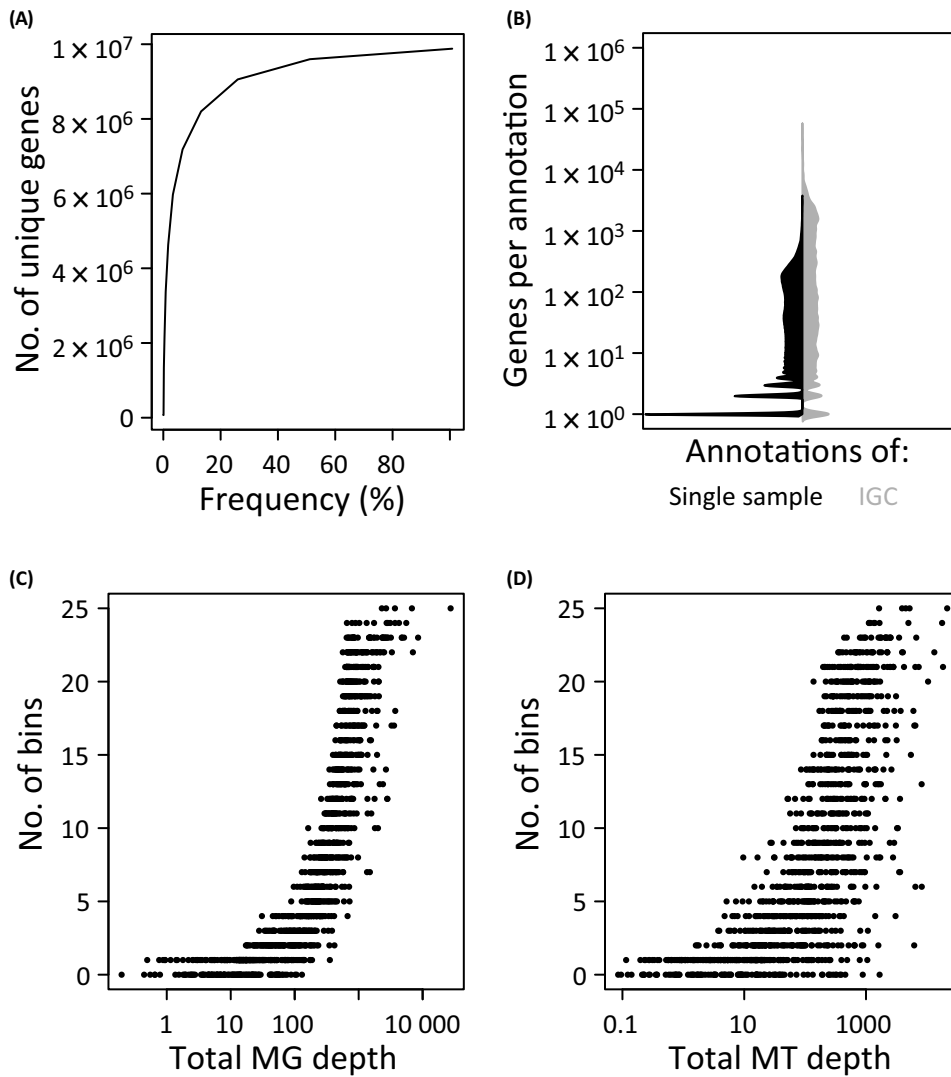 (A)
No. of unique genes
1 × 10⁷
8 × 10⁶
6 × 10⁶
4 × 10⁶
2 × 10⁶
0
0 20 40 60 80
Frequency (%)
(B)
Genes per annotation
1 × 10⁶
1 × 10⁵
1 × 10⁴
1 × 10³
1 × 10²
1 × 10¹
1 × 10⁰
Annotations of:
Single sample IGC
(C)
No. of bins
25
20
15
10
5
0
1 10 100 10 000
Total MG depth
(D)
No. of bins
25
20
15
10
5
0
0.1 10 1000
Total MT depth